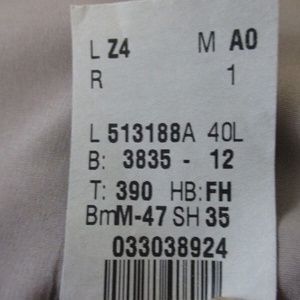 L Z4 M A0
R 1
L 513188A 40L
B: 3835 - 12
T: 390 HB: FH
BmM-47 SH 35
033038924